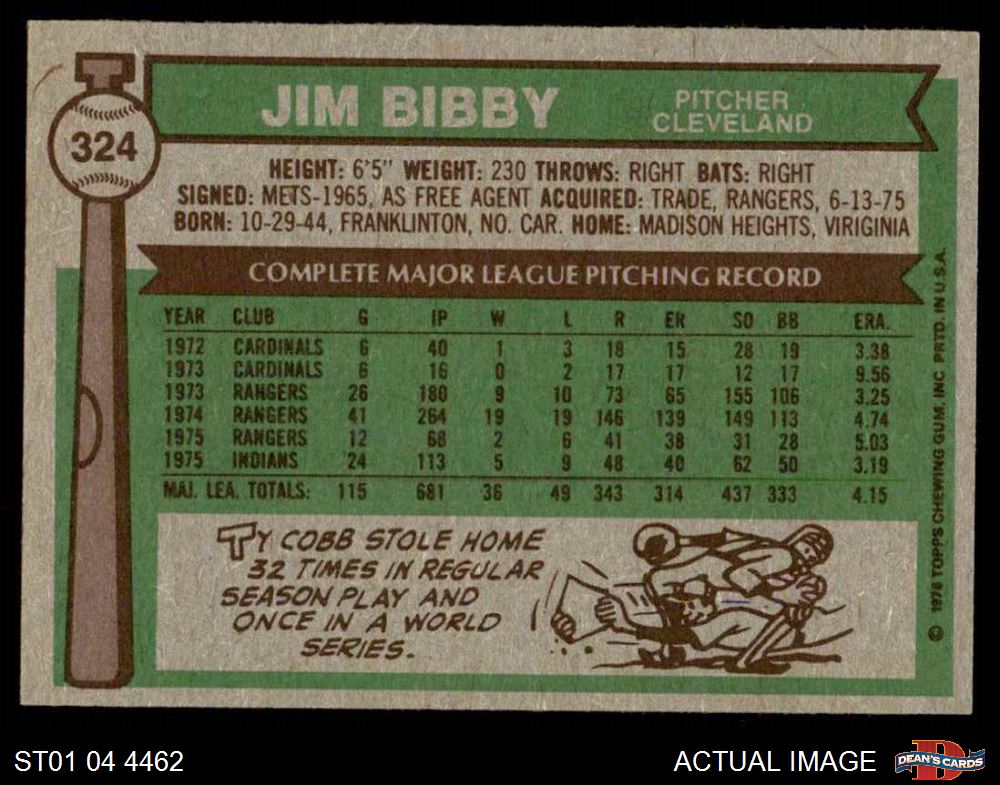 324
JIM BIBBY
PITCHER
CLEVELAND
HEIGHT: 6'5" WEIGHT: 230 THROWS: RIGHT BATS: RIGHT
SIGNED: METS-1965, AS FREE AGENT ACQUIRED: TRADE, RANGERS, 6-13-75
BORN: 10-29-44, FRANKLINTON, NO. CAR. HOME: MADISON HEIGHTS, VIRIGINIA
COMPLETE MAJOR LEAGUE PITCHING RECORD
YEAR CLUB G IP W L R ER SO BB ERA.
1972 CARDINALS 6 40 1 3 18 15 28 19 3.38
1973 CARDINALS 6 16 0 2 17 17 12 17 9.56
1973 RANGERS 26 180 9 10 73 65 155 106 3.25
1974 RANGERS 41 264 19 19 146 139 149 113 4.74
1975 RANGERS 12 68 2 6 41 38 31 28 5.03
1975 INDIANS 24 113 5 9 48 40 62 50 3.19
MAJ. LEA. TOTALS: 115 681 36 49 343 314 437 333 4.15
TY COBB STOLE HOME
32 TIMES IN REGULAR
SEASON PLAY AND
ONCE IN A WORLD
SERIES.
© 1976 TOPPS CHEWING GUM, INC PRTD. IN U.S.A.
ST01 04 4462
ACTUAL IMAGE
D
DEAN'S CARDS